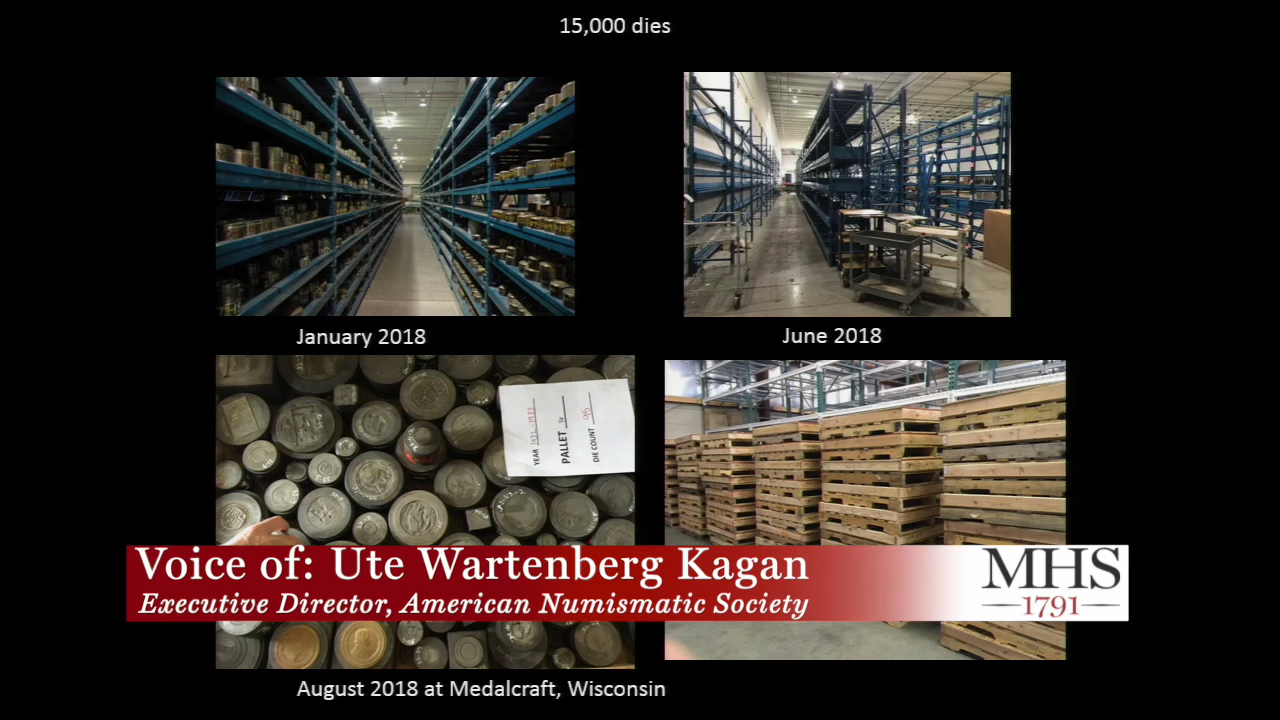 15,000 dies
January 2018
June 2018
YEAR
PALLET
DIE COUNT
Voice of: Ute Wartenberg Kagan
Executive Director, American Numismatic Society
MHS
1791
August 2018 at Medalcraft, Wisconsin